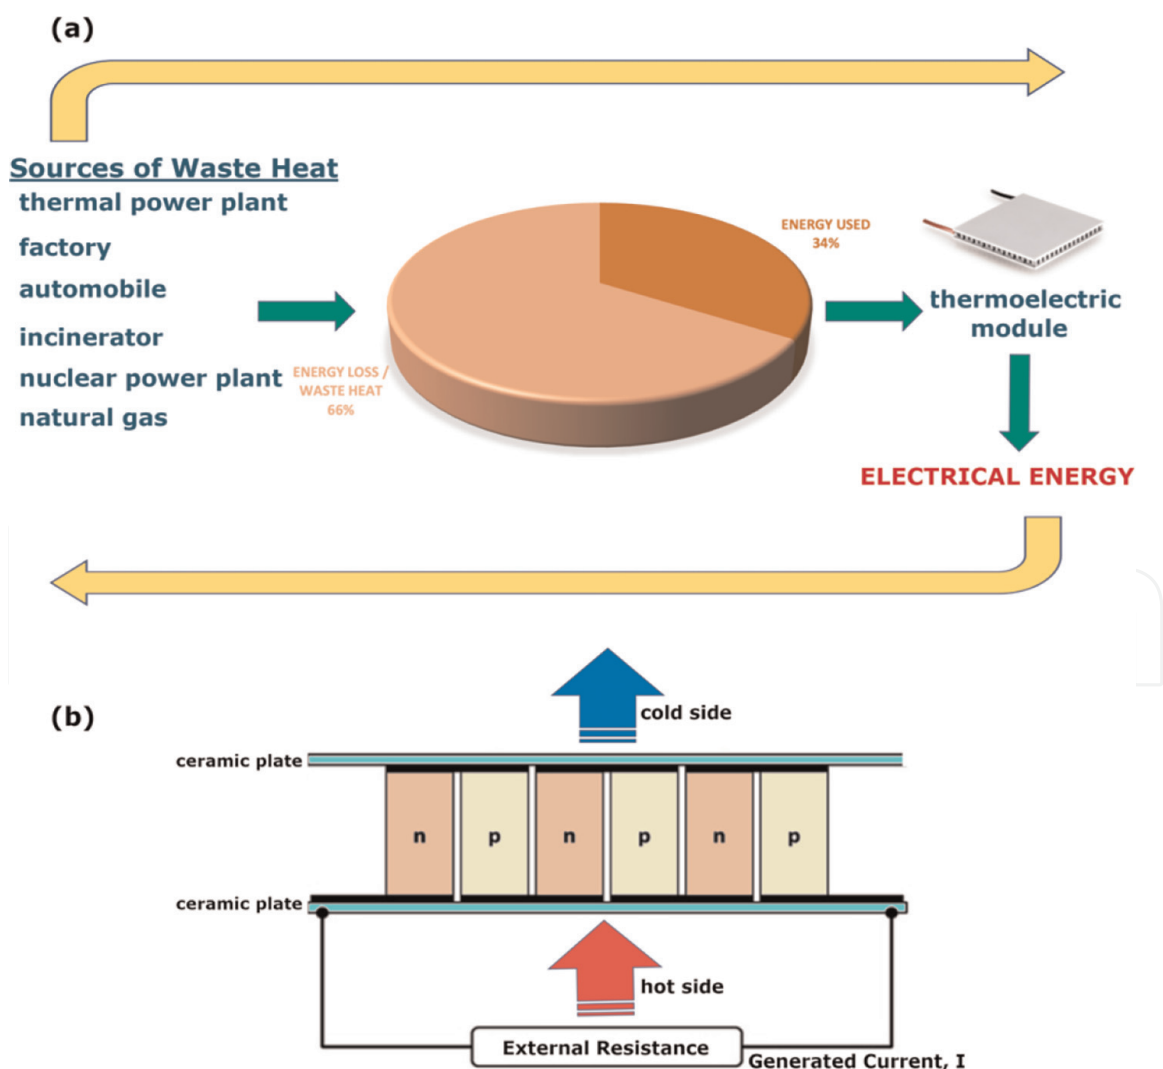 (a)
Sources of Waste Heat
thermal power plant
factory
automobile
incinerator
nuclear power plant
natural gas
ENERGY LOSS /
WASTE HEAT
66%
ENERGY USED
34%
thermoelectric
module
ELECTRICAL ENERGY
(b)
cold side
ceramic plate
n p n p n p
ceramic plate
hot side
External Resistance
Generated Current, I